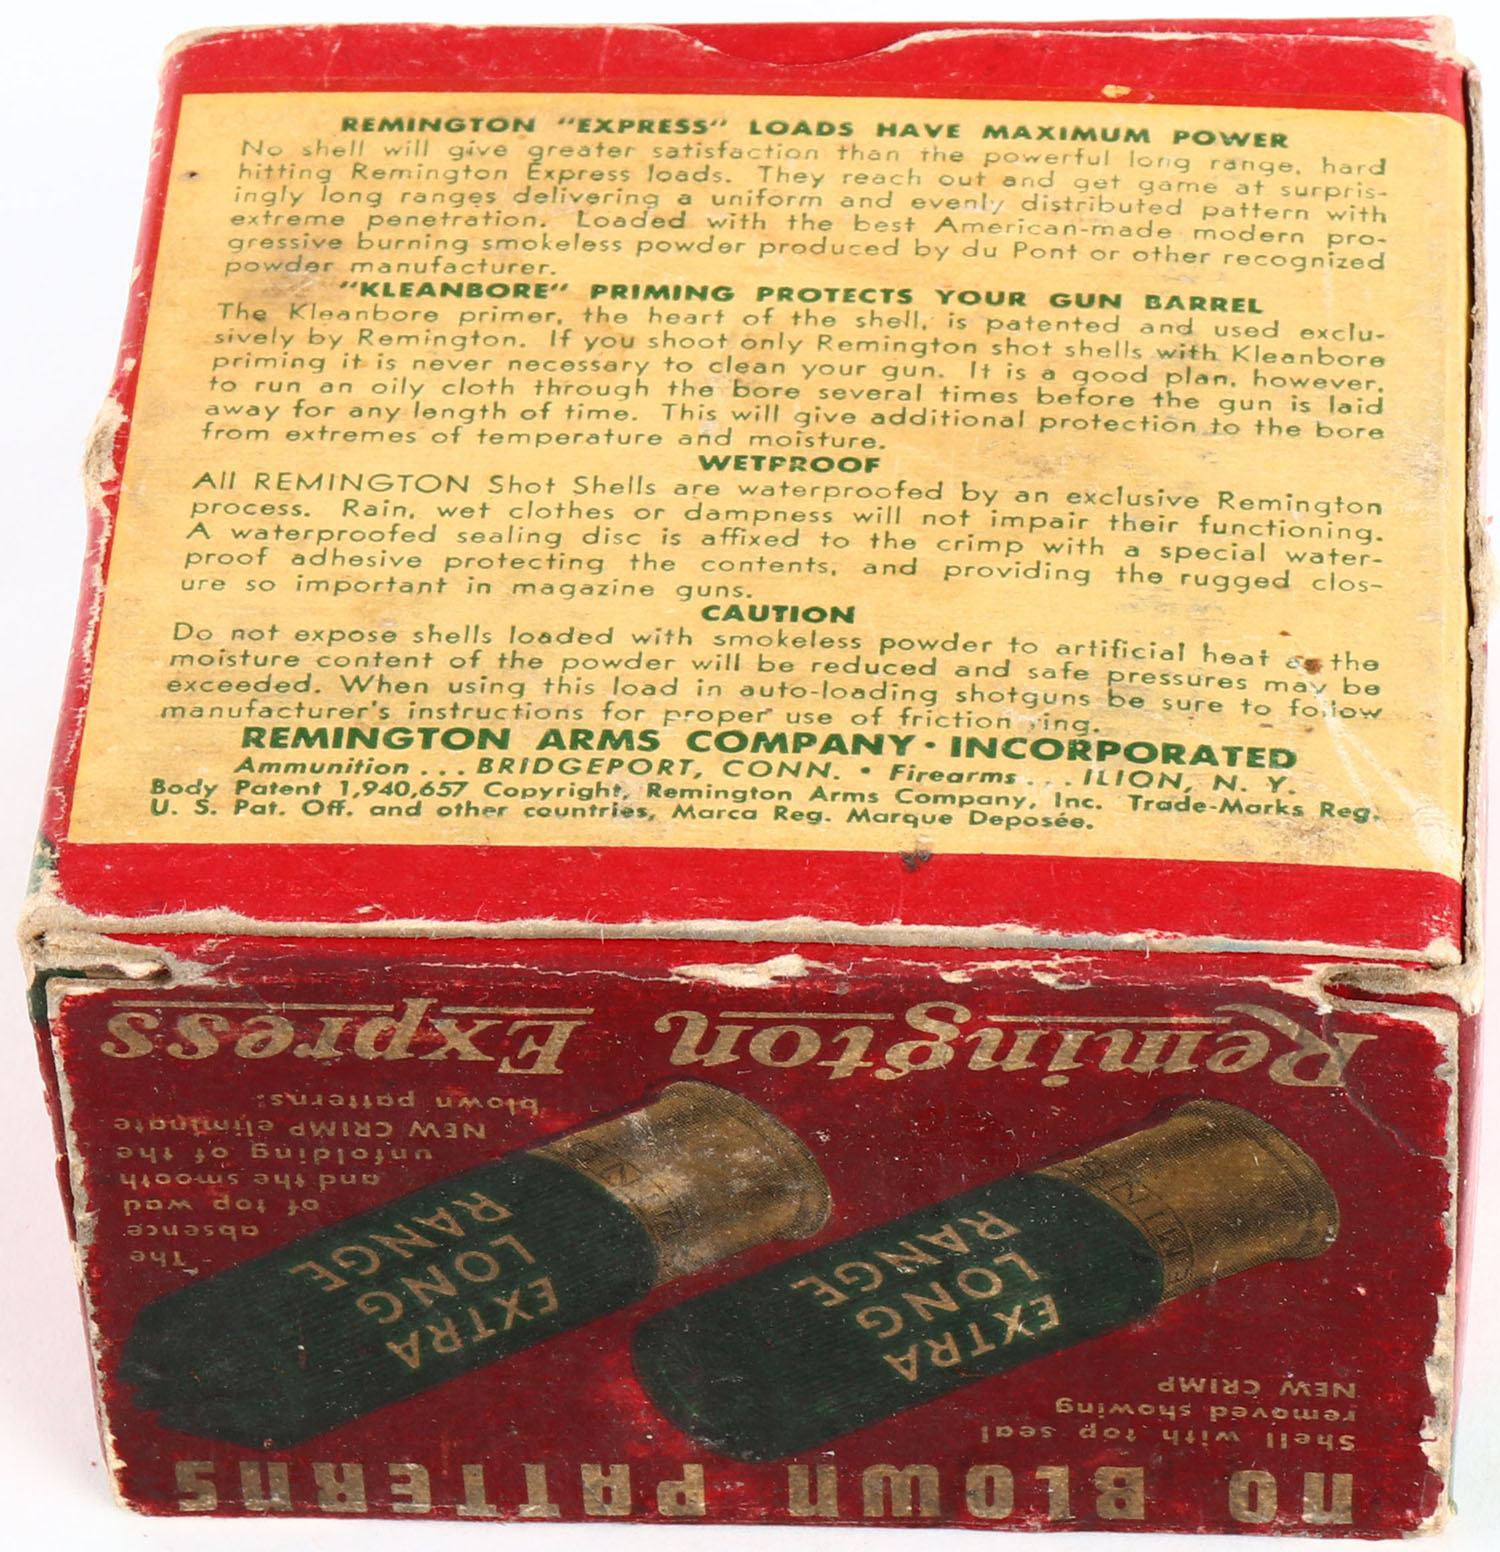 REMINGTON "EXPRESS" LOADS HAVE MAXIMUM POWER
No shell will give greater satisfaction than the powerful long range, hard
hitting Remington Express loads. They reach out and get game at surpris-
ingly long ranges delivering a uniform and evenly distributed pattern with
extreme penetration. Loaded with the best American-made modern pro-
gressive burning smokeless powder produced by du Pont or other recognized
powder manufacturer.
"KLEANBORE" PRIMING PROTECTS YOUR GUN BARREL
The Kleanbore primer, the heart of the shell, is patented and used exclu-
sively by Remington. If you shoot only Remington shot shells with Kleanbore
priming it is never necessary to clean your gun. It is a good plan, however,
to run an oily cloth through the bore several times before the gun is laid
away for any length of time. This will give additional protection to the bore
from extremes of temperature and moisture.
WETPROOF
All REMINGTON Shot Shells are waterproofed by an exclusive Remington
process. Rain, wet clothes or dampness will not impair their functioning.
A waterproofed sealing disc is affixed to the crimp with a special water-
proof adhesive protecting the contents, and providing the rugged clos-
ure so important in magazine guns.
CAUTION
Do not expose shells loaded with smokeless powder to artificial heat as the
moisture content of the powder will be reduced and safe pressures may be
exceeded. When using this load in auto-loading shotguns be sure to follow
manufacturer's instructions for proper use of friction ring.
REMINGTON ARMS COMPANY · INCORPORATED
Ammunition . . . BRIDGEPORT, CONN. • Firearms . . . ILION, N. Y.
Body Patent 1,940,657 Copyright, Remington Arms Company, Inc. Trade-Marks Reg.
U. S. Pat. Off. and other countries, Marca Reg. Marque Deposée.
NO BLOWN PATTERNS
Shell with top seal
removed showing
NEW CRIMP
EXTRA
LONG
RANGE
EXTRA
LONG
RANGE
The
absence
of top wad
and the smooth
unfolding of the
NEW CRIMP eliminate
blown patterns.
Remington Express